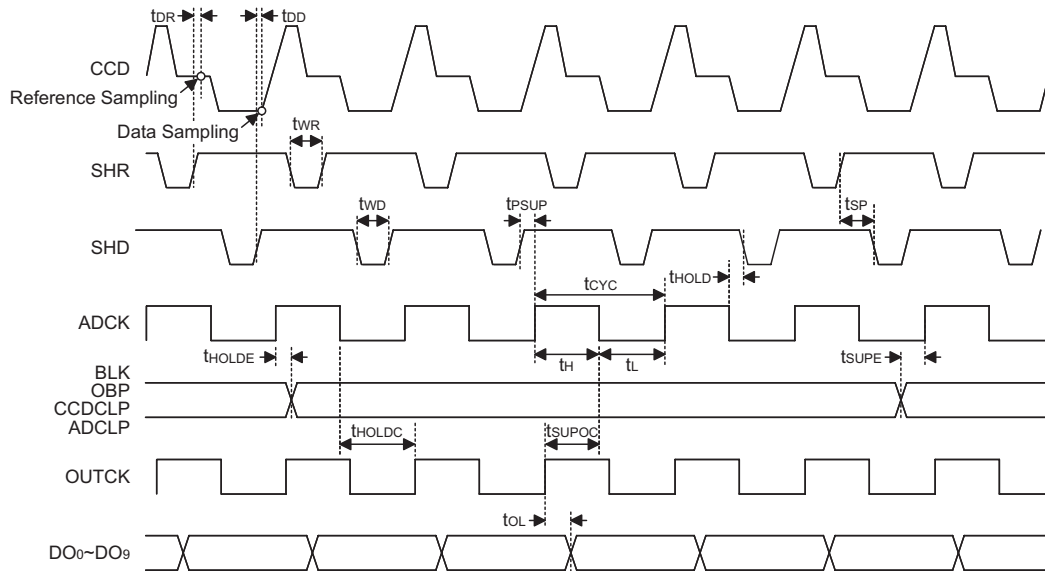 tDR
tDD
CCD
Reference Sampling
Data Sampling
tWR
SHR
tWD
tPSUP
tSP
SHD
tHOLD
tCYC
ADCK
tHOLDE
tH
tL
tSUPE
BLK
OBP
CCDCLP
ADCLP
tHOLDC
tSUPOC
OUTCK
tOL
DO0~DO9